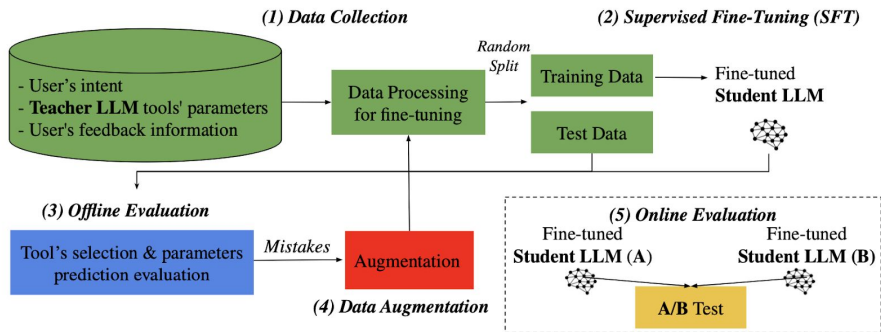 (1) Data Collection
(2) Supervised Fine-Tuning (SFT)
- User's intent
- Teacher LLM tools' parameters
- User's feedback information
Data Processing
for fine-tuning
Random
Split
Training Data
Test Data
Fine-tuned
Student LLM
(3) Offline Evaluation
Tool's selection & parameters
prediction evaluation
Mistakes
Augmentation
(4) Data Augmentation
(5) Online Evaluation
Fine-tuned
Student LLM (A)
Fine-tuned
Student LLM (B)
A/B Test